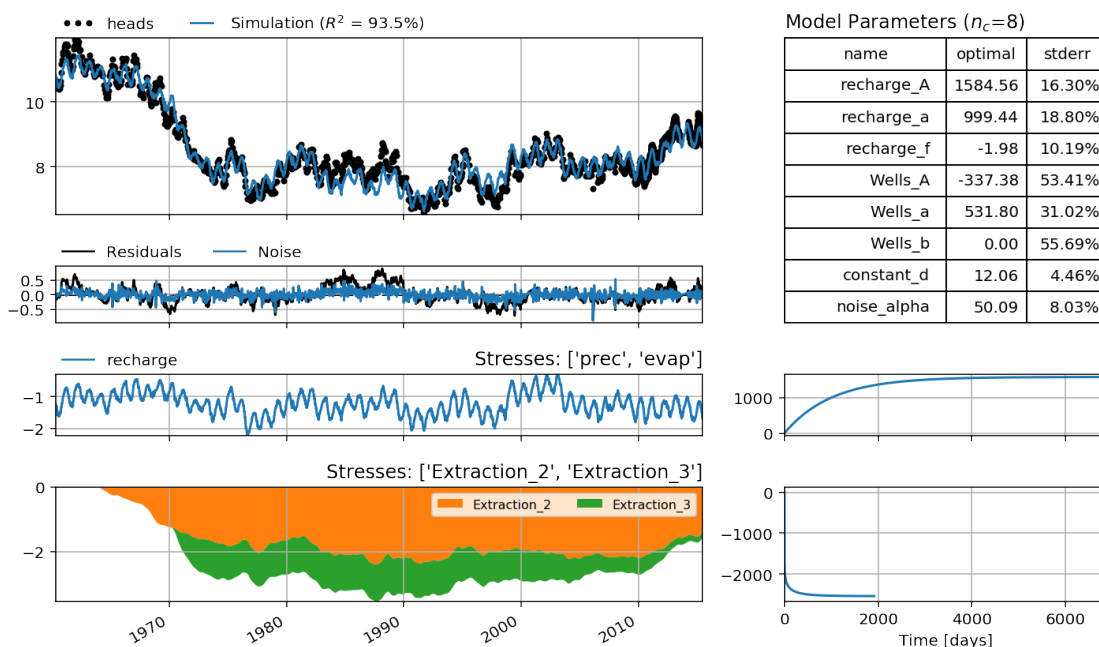 heads Simulation (R² = 93.5%)
10
8
Residuals Noise
0.5
0.0
−0.5
recharge Stresses: ['prec', 'evap']
−1
−2
Stresses: ['Extraction_2', 'Extraction_3']
Extraction_2 Extraction_3
0
−2
1970 1980 1990 2000 2010
Model Parameters (n_c=8)
name optimal stderr
recharge_A 1584.56 16.30%
recharge_a 999.44 18.80%
recharge_f -1.98 10.19%
Wells_A -337.38 53.41%
Wells_a 531.80 31.02%
Wells_b 0.00 55.69%
constant_d 12.06 4.46%
noise_alpha 50.09 8.03%
1000
0
0
−1000
−2000
0 2000 4000 6000
Time [days]